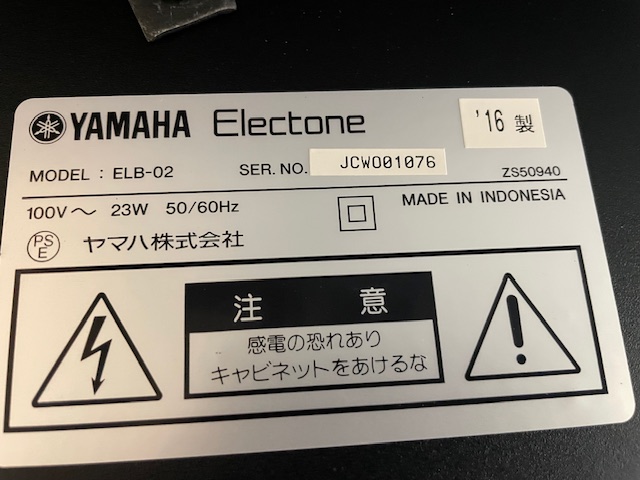 YAMAHA Electone '16 製
MODEL : ELB-02 SER. NO. JCWO01076 ZS50940
100V～ 23W 50/60Hz MADE IN INDONESIA
PS E ヤマハ株式会社
注意
感電の恐れあり
キャビネットをあけるな
!